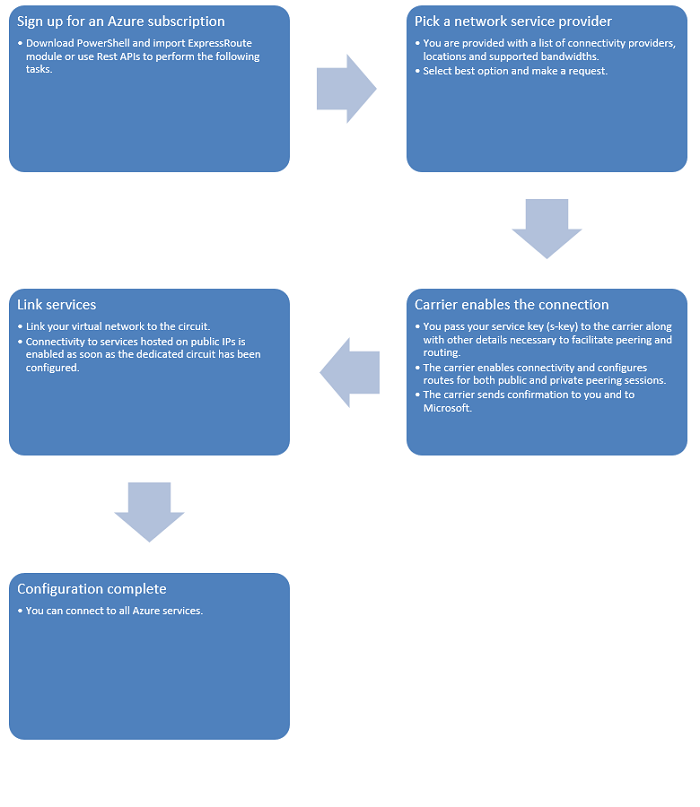 Sign up for an Azure subscription
• Download PowerShell and import ExpressRoute
module or use Rest APIs to perform the following
tasks.
Pick a network service provider
• You are provided with a list of connectivity providers,
locations and supported bandwidths.
• Select best option and make a request.
Carrier enables the connection
• You pass your service key (s-key) to the carrier along
with other details necessary to facilitate peering and
routing.
• The carrier enables connectivity and configures
routes for both public and private peering sessions.
• The carrier sends confirmation to you and to
Microsoft.
Link services
• Link your virtual network to the circuit.
• Connectivity to services hosted on public IPs is
enabled as soon as the dedicated circuit has been
configured.
Configuration complete
• You can connect to all Azure services.